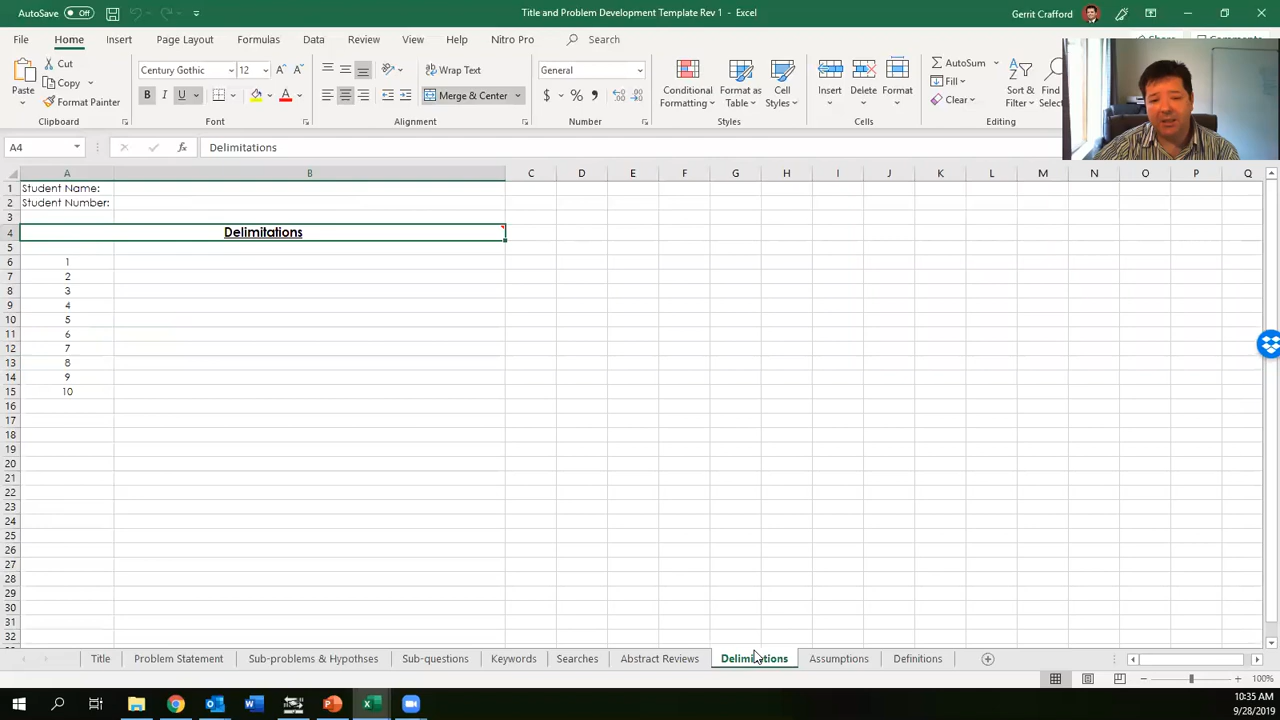 AutoSave Off
Title and Problem Development Template Rev 1 - Excel
Gerrit Crafford
File Home Insert Page Layout Formulas Data Review View Help Nitro Pro Search
Share Comments
Paste
Cut
Copy
Format Painter
Clipboard
Century Gothic 12
B I U
Font
Wrap Text
Merge & Center
Alignment
General
$ % 9
Number
Conditional Formatting
Format as Table
Cell Styles
Styles
Insert Delete Format
Cells
AutoSum
Fill
Clear
Sort & Filter
Find
Selec
Editing
A4 fx Delimitations
A B C D E F G H I J K L M N O P Q
1 Student Name:
2 Student Number:
3
4 Delimitations
5
6 1
7 2
8 3
9 4
10 5
11 6
12 7
13 8
14 9
15 10
16
17
18
19
20
21
22
23
24
25
26
27
28
29
30
31
32
Title Problem Statement Sub-problems & Hypothses Sub-questions Keywords Searches Abstract Reviews Delimitations Assumptions Definitions
100%
10:35 AM
9/28/2019